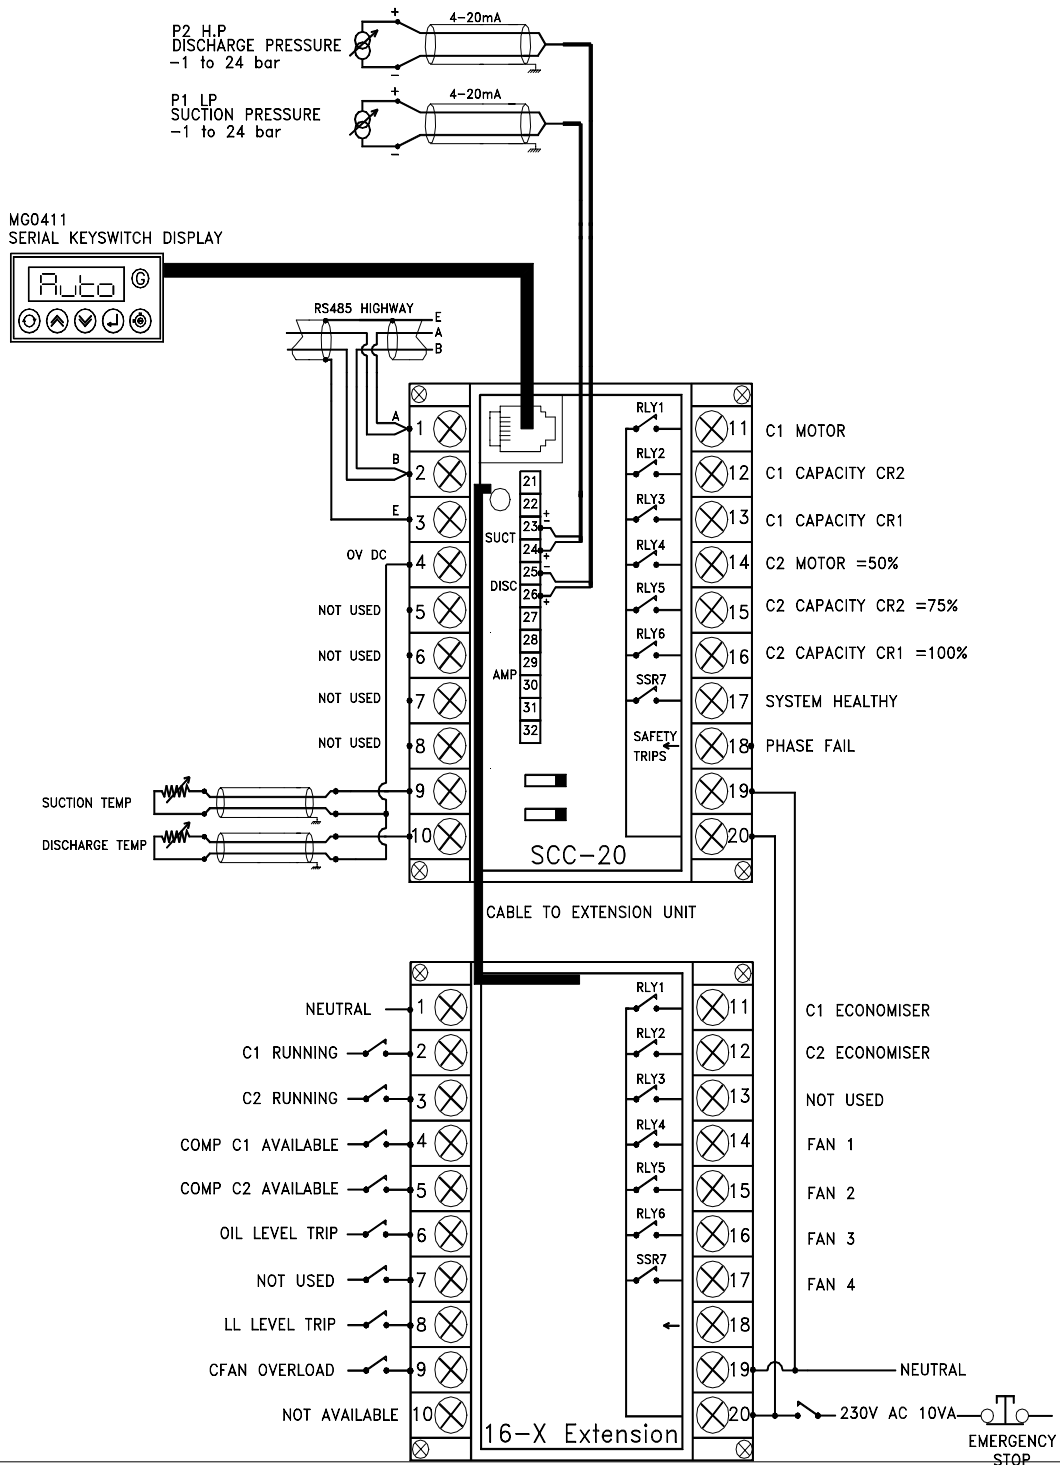 P2 H.P
DISCHARGE PRESSURE
-1 to 24 bar
+
4-20mA
-
P1 LP
SUCTION PRESSURE
-1 to 24 bar
+
4-20mA
-
MG0411
SERIAL KEYSWITCH DISPLAY
Auto
G
RS485 HIGHWAY
E
A
B
A
1
B
2
E
3
0V DC
4
NOT USED
5
NOT USED
6
NOT USED
7
NOT USED
8
SUCTION TEMP
9
DISCHARGE TEMP
10
21
22
23
24
25
26
27
28
29
30
31
32
SUCT
DISC
AMP
+
-
+
-
+
RLY1
RLY2
RLY3
RLY4
RLY5
RLY6
SSR7
SAFETY
TRIPS
11 C1 MOTOR
12 C1 CAPACITY CR2
13 C1 CAPACITY CR1
14 C2 MOTOR =50%
15 C2 CAPACITY CR2 =75%
16 C2 CAPACITY CR1 =100%
17 SYSTEM HEALTHY
18 PHASE FAIL
19
20
SCC-20
CABLE TO EXTENSION UNIT
NEUTRAL 1
C1 RUNNING 2
C2 RUNNING 3
COMP C1 AVAILABLE 4
COMP C2 AVAILABLE 5
OIL LEVEL TRIP 6
NOT USED 7
LL LEVEL TRIP 8
CFAN OVERLOAD 9
NOT AVAILABLE 10
RLY1
RLY2
RLY3
RLY4
RLY5
RLY6
SSR7
11 C1 ECONOMISER
12 C2 ECONOMISER
13 NOT USED
14 FAN 1
15 FAN 2
16 FAN 3
17 FAN 4
18
19 NEUTRAL
20 230V AC 10VA
16-X Extension
EMERGENCY
STOP